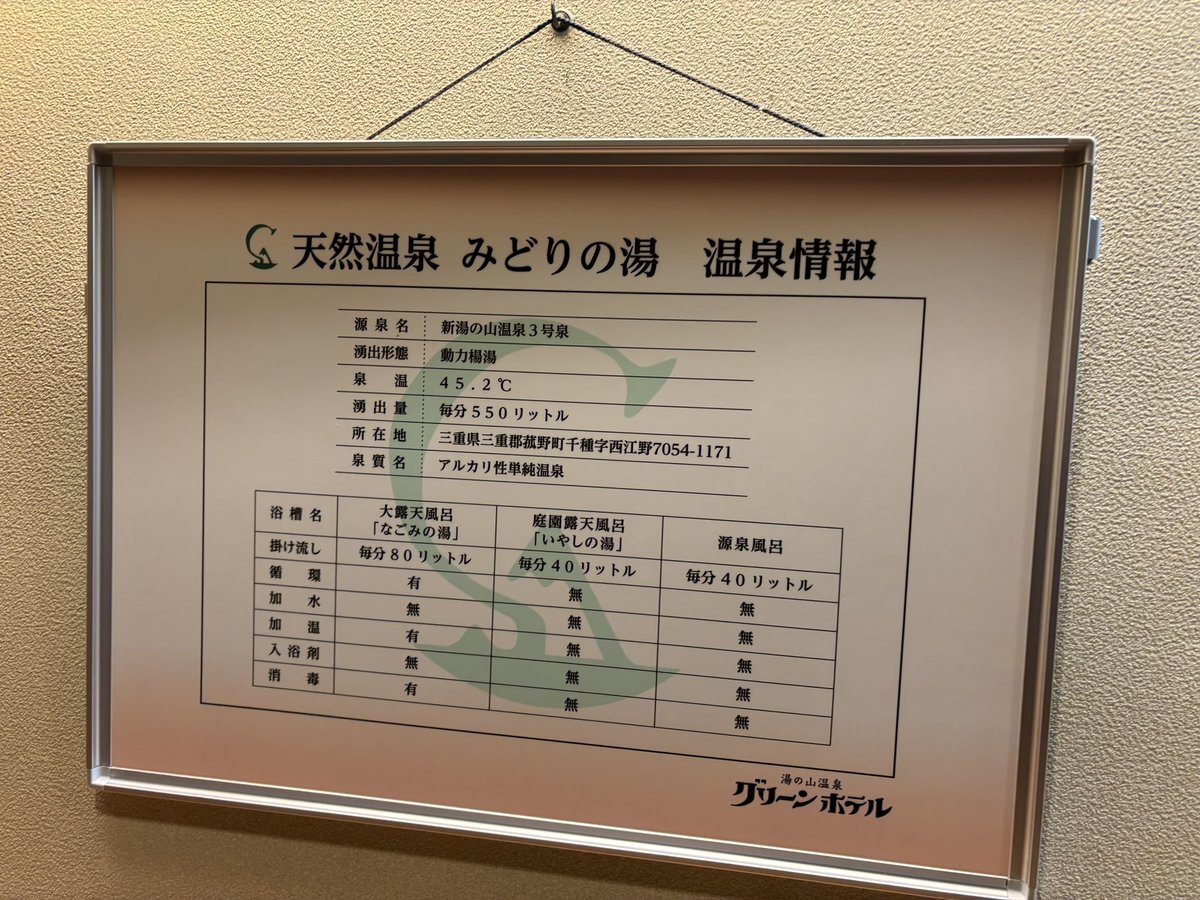 天然温泉 みどりの湯 温泉情報
源泉名 新湯の山温泉3号泉
湧出形態 動力楊湯
泉温 45.2℃
湧出量 毎分550リットル
所在地 三重県三重郡菰野町千種字西江野7054-1171
泉質名 アルカリ性単純温泉
浴槽名 大露天風呂「なごみの湯」 庭園露天風呂「いやしの湯」 源泉風呂
掛け流し 毎分80リットル 毎分40リットル 毎分40リットル
循環 有 無 無
加水 無 無 無
加温 有 無 無
入浴剤 無 無 無
消毒 有 無 無
湯の山温泉
グリーンホテル